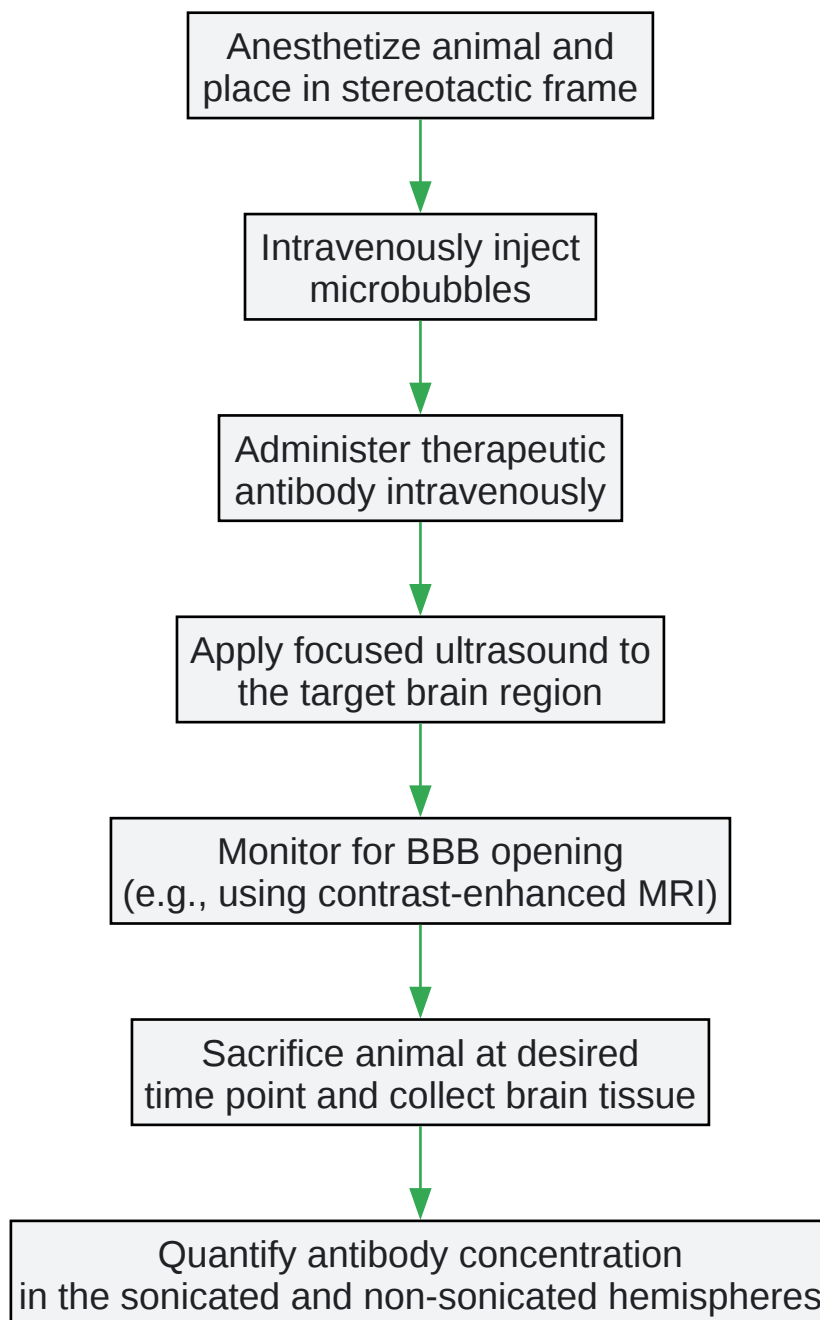 Anesthetize animal and
place in stereotactic frame
Intravenously inject
microbubbles
Administer therapeutic
antibody intravenously
Apply focused ultrasound to
the target brain region
Monitor for BBB opening
(e.g., using contrast-enhanced MRI)
Sacrifice animal at desired
time point and collect brain tissue
Quantify antibody concentration
in the sonicated and non-sonicated hemispheres